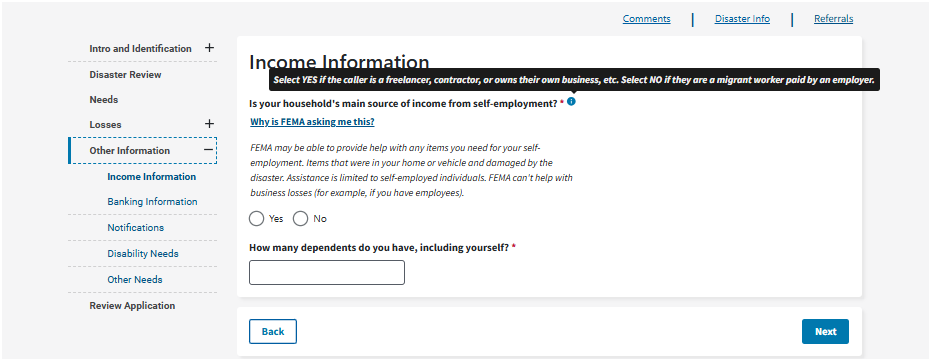 Comments | Disaster Info | Referrals
Intro and Identification +
Disaster Review
Needs
Losses +
Other Information −
Income Information
Banking Information
Notifications
Disability Needs
Other Needs
Review Application
Income Information
Select YES if the caller is a freelancer, contractor, or owns their own business, etc. Select NO if they are a migrant worker paid by an employer.
Is your household's main source of income from self-employment? * i
Why is FEMA asking me this?
FEMA may be able to provide help with any items you need for your self-
employment. Items that were in your home or vehicle and damaged by the
disaster. Assistance is limited to self-employed individuals. FEMA can't help with
business losses (for example, if you have employees).
Yes No
How many dependents do you have, including yourself? *
Back Next